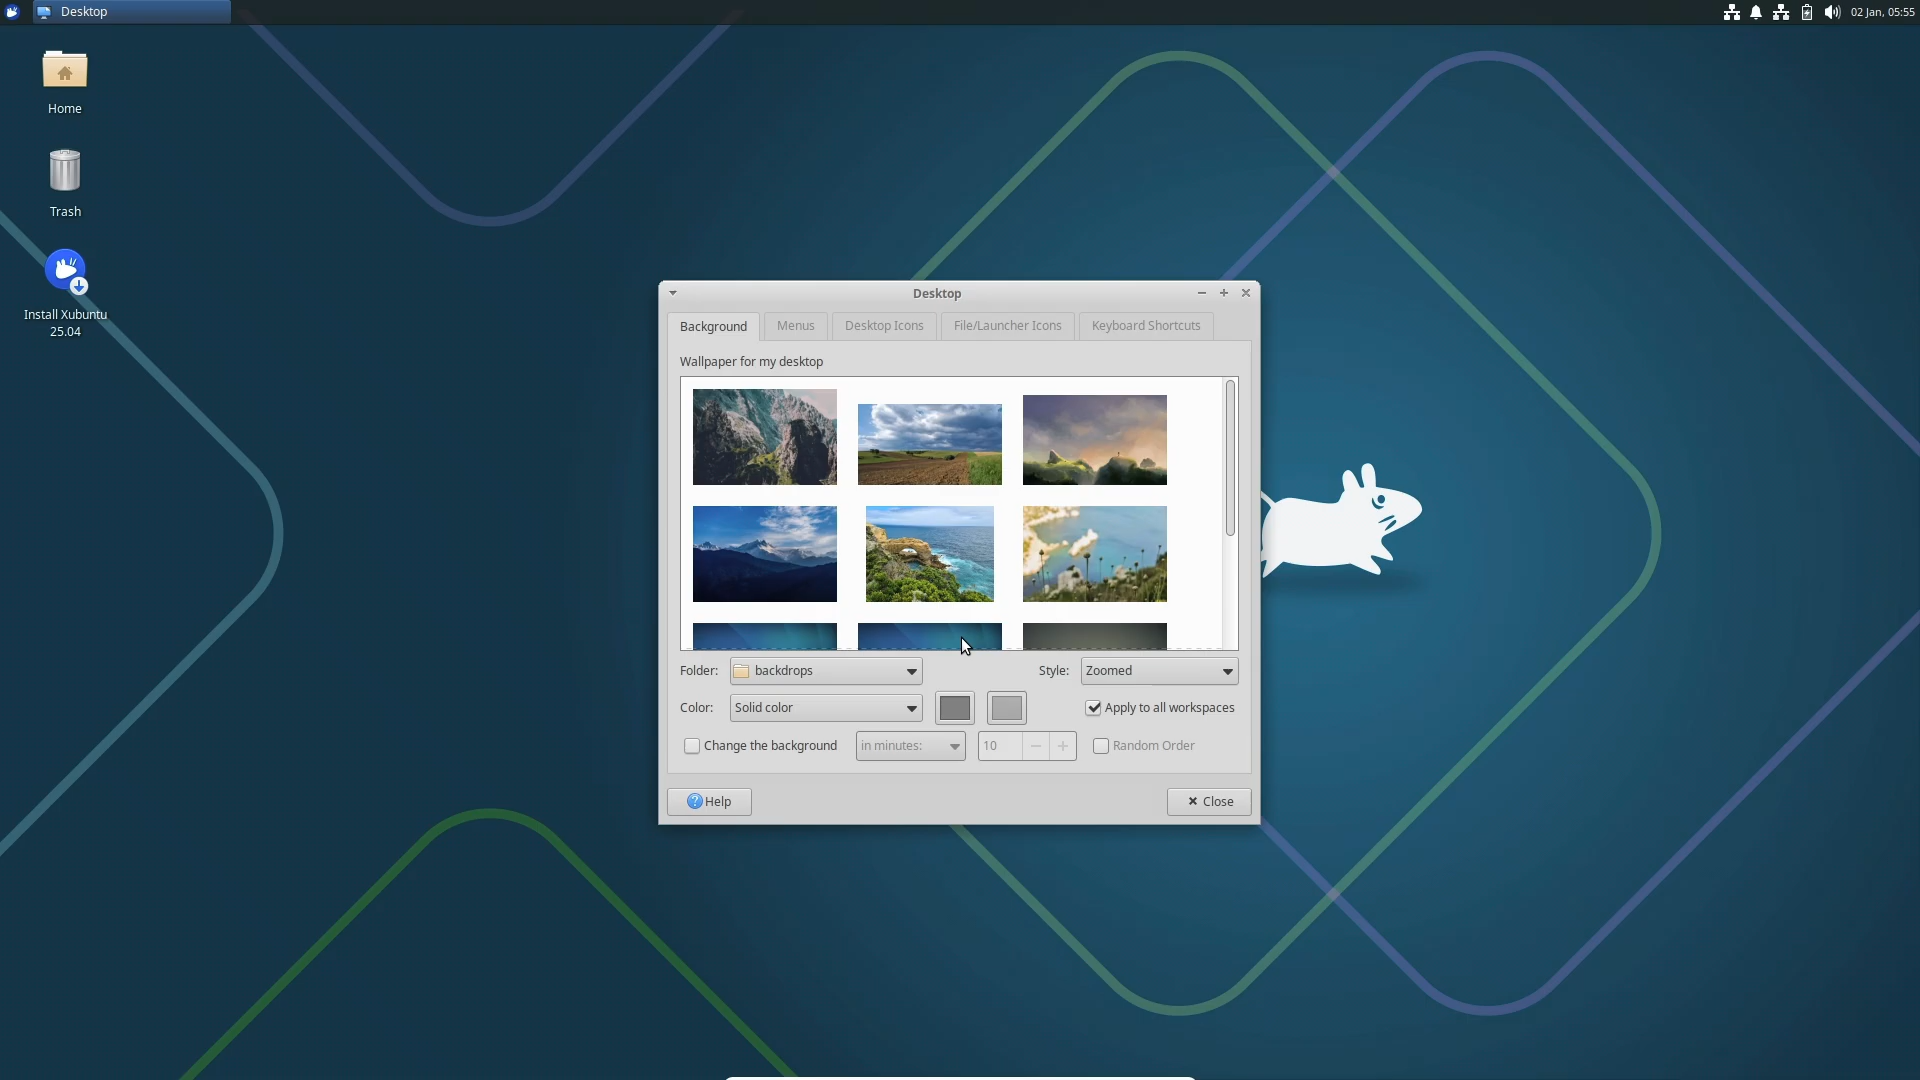 Desktop
02 Jan, 05:55
Home
Trash
Install Xubuntu
25.04
Desktop
Background
Menus
Desktop Icons
File/Launcher Icons
Keyboard Shortcuts
Wallpaper for my desktop
Folder:
backdrops
Style:
Zoomed
Color:
Solid color
Apply to all workspaces
Change the background
in minutes:
10
Random Order
Help
Close